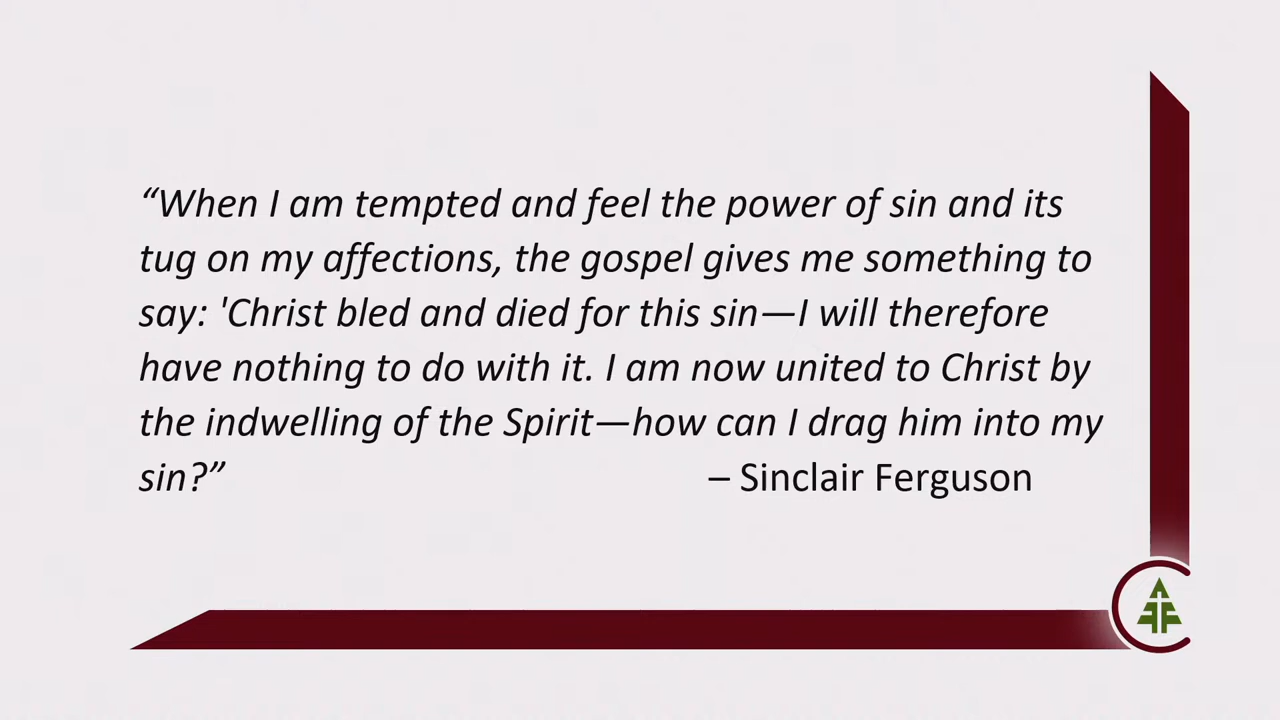 “When I am tempted and feel the power of sin and its
tug on my affections, the gospel gives me something to
say: 'Christ bled and died for this sin—I will therefore
have nothing to do with it. I am now united to Christ by
the indwelling of the Spirit—how can I drag him into my
sin?” – Sinclair Ferguson